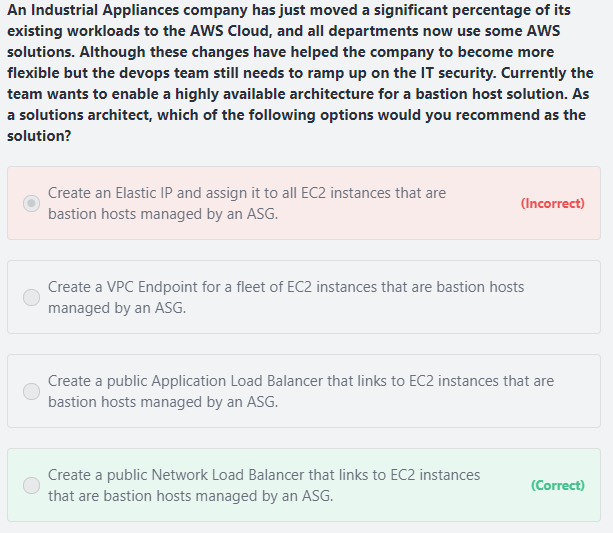 An Industrial Appliances company has just moved a significant percentage of its
existing workloads to the AWS Cloud, and all departments now use some AWS
solutions. Although these changes have helped the company to become more
flexible but the devops team still needs to ramp up on the IT security. Currently the
team wants to enable a highly available architecture for a bastion host solution. As
a solutions architect, which of the following options would you recommend as the
solution?
Create an Elastic IP and assign it to all EC2 instances that are
bastion hosts managed by an ASG.
(Incorrect)
Create a VPC Endpoint for a fleet of EC2 instances that are bastion hosts
managed by an ASG.
Create a public Application Load Balancer that links to EC2 instances that are
bastion hosts managed by an ASG.
Create a public Network Load Balancer that links to EC2 instances
that are bastion hosts managed by an ASG.
(Correct)